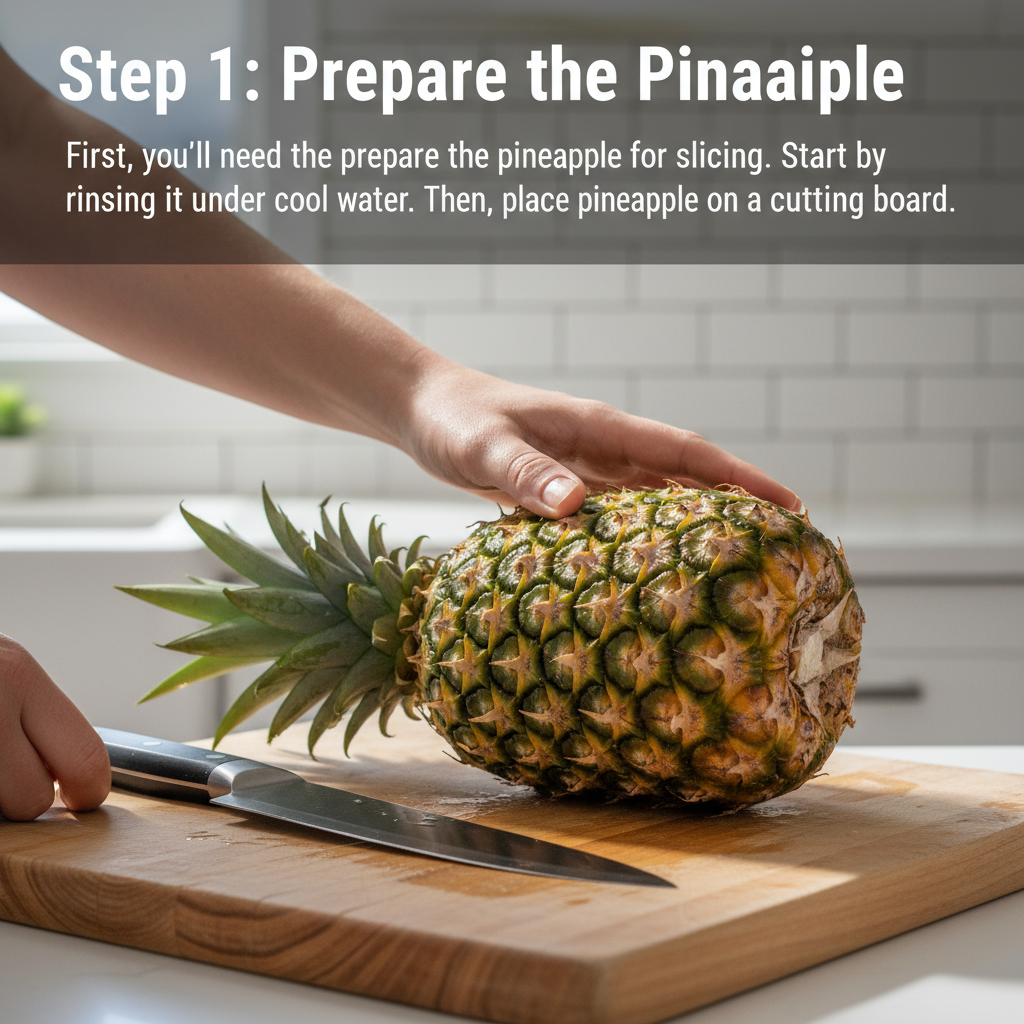 Step 1: Prepare the Pinaaiple
First, you'll need the prepare the pineapple for slicing. Start by
rinsing it under cool water. Then, place pineapple on a cutting board.